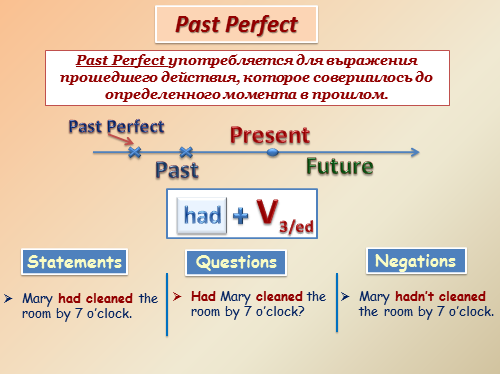 Past Perfect
Past Perfect употребляется для выражения
прошедшего действия, которое совершилось до
определенного момента в прошлом.
Past Perfect
Present
Past
Future
had + V3/ed
Statements
Questions
Negations
➢ Mary had cleaned the
room by 7 o'clock.
➢ Had Mary cleaned the
room by 7 o'clock?
➢ Mary hadn't cleaned
the room by 7 o'clock.